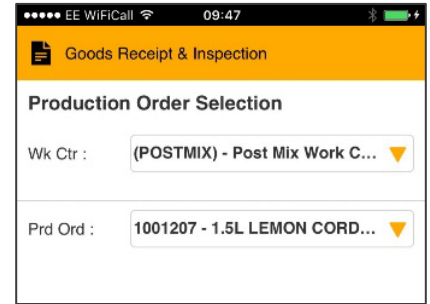 ●●●●● EE WiFiCall 09:47
Goods Receipt & Inspection
Production Order Selection
Wk Ctr : (POSTMIX) - Post Mix Work C...
Prd Ord : 1001207 - 1.5L LEMON CORD...